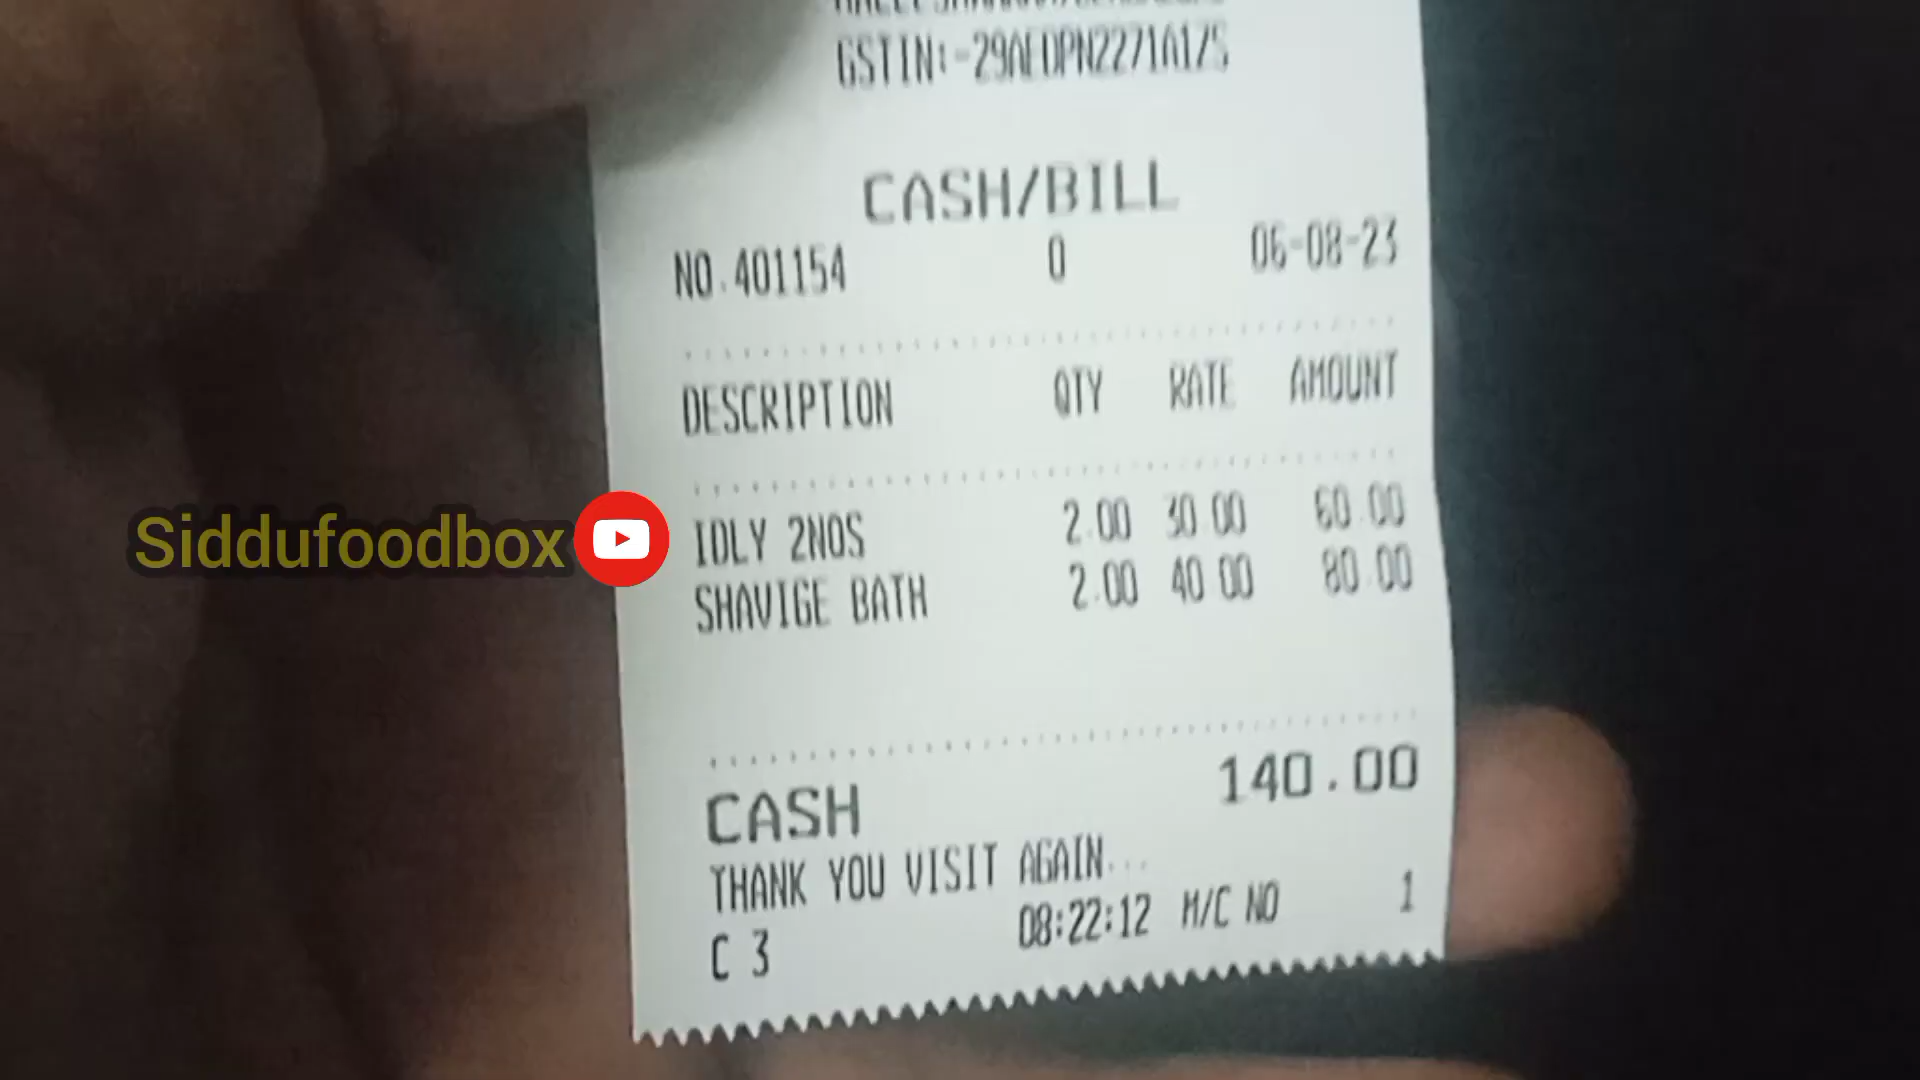 GSTIN:-29AEDPN2271A1Z5
CASH/BILL
NO.401154 0 06-08-23
DESCRIPTION QTY RATE AMOUNT
IDLY 2NOS 2.00 30.00 60.00
SHAVIGE BATH 2.00 40.00 80.00
Siddufoodbox
CASH 140.00
THANK YOU VISIT AGAIN...
08:22:12 M/C NO 1
C 3